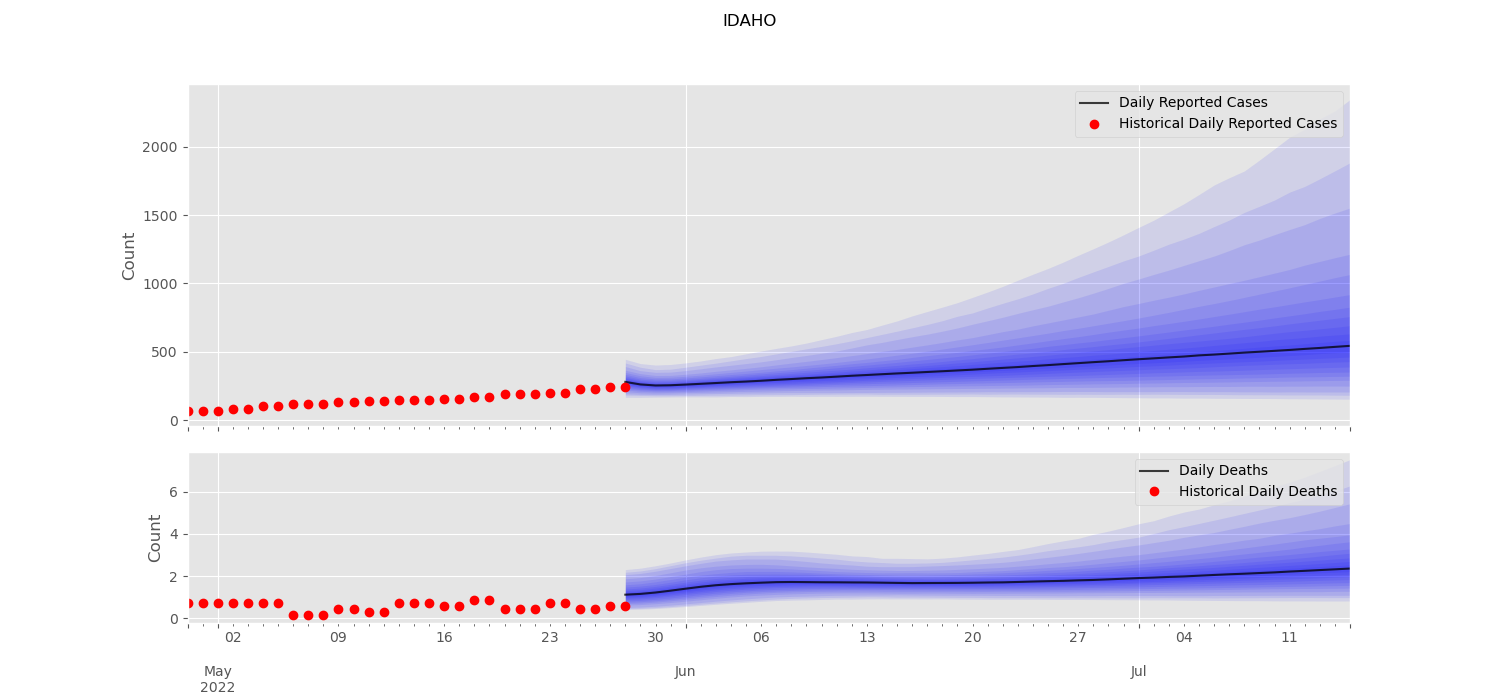 IDAHO
Daily Reported Cases
Historical Daily Reported Cases
Count
2000
1500
1000
500
0
Daily Deaths
Historical Daily Deaths
Count
6
4
2
0
02 09 16 23 30 06 13 20 27 04 11
May Jun Jul
2022